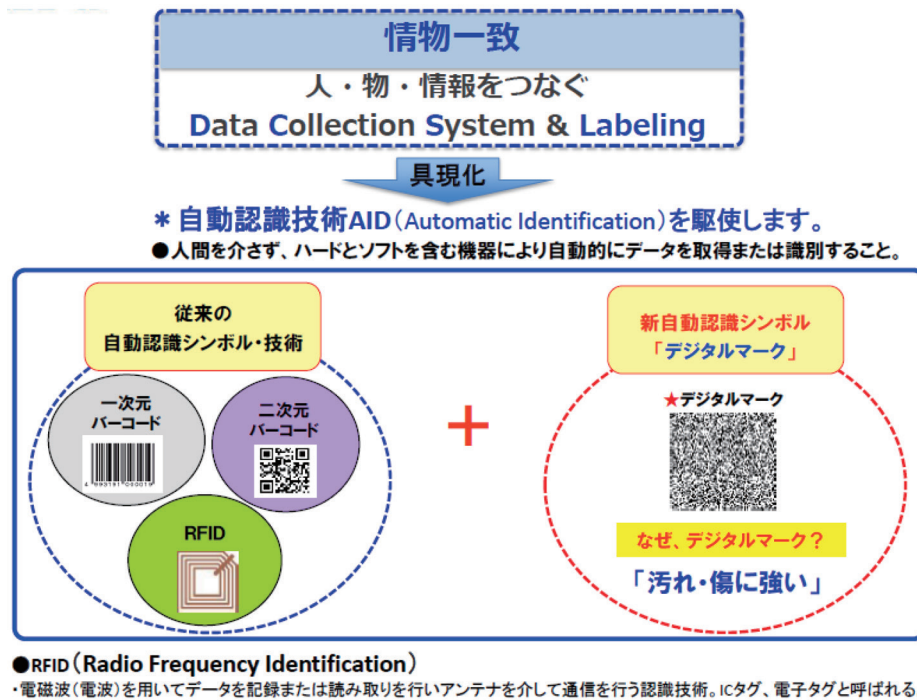 情物一致
人・物・情報をつなぐ
Data Collection System & Labeling
具現化
＊自動認識技術AID（Automatic Identification）を駆使します。
●人間を介さず、ハードとソフトを含む機器により自動的にデータを取得または識別すること。
従来の
自動認識シンボル・技術
一次元
バーコード
二次元
バーコード
RFID
＋
新自動認識シンボル
「デジタルマーク」
★デジタルマーク
なぜ、デジタルマーク？
「汚れ・傷に強い」
●RFID（Radio Frequency Identification）
・電磁波（電波）を用いてデータを記録または読み取りを行いアンテナを介して通信を行う認識技術。ICタグ、電子タグと呼ばれる